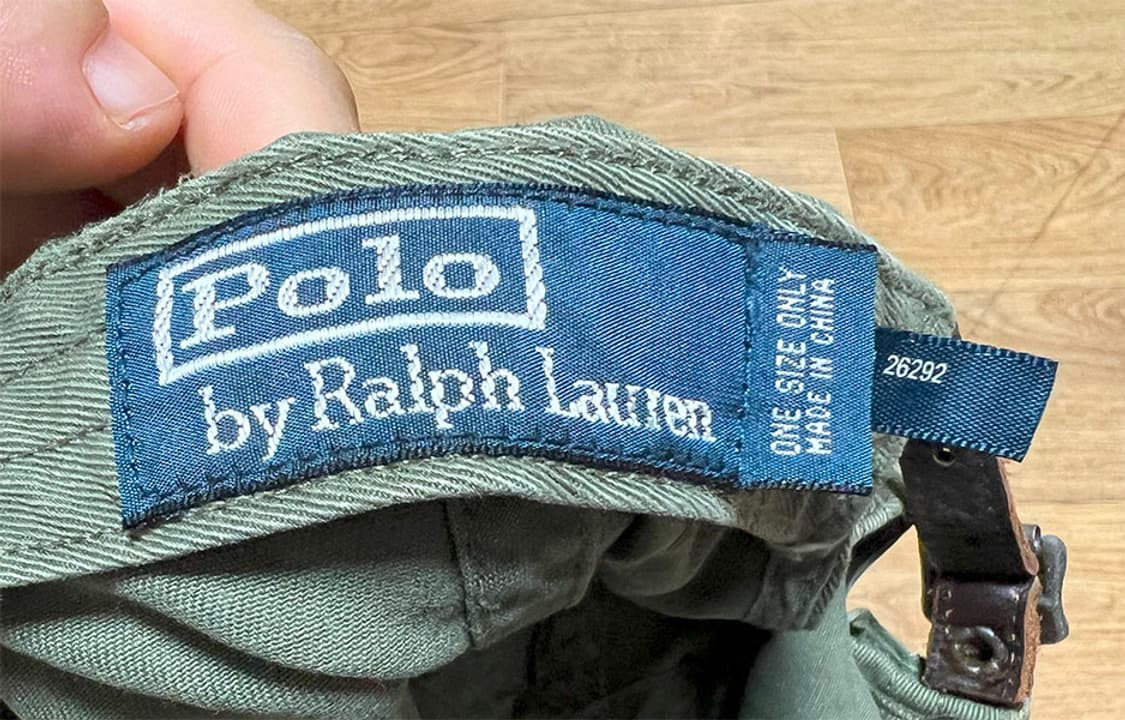 Polo
by Ralph Lauren
ONE SIZE ONLY
MADE IN CHINA
26292